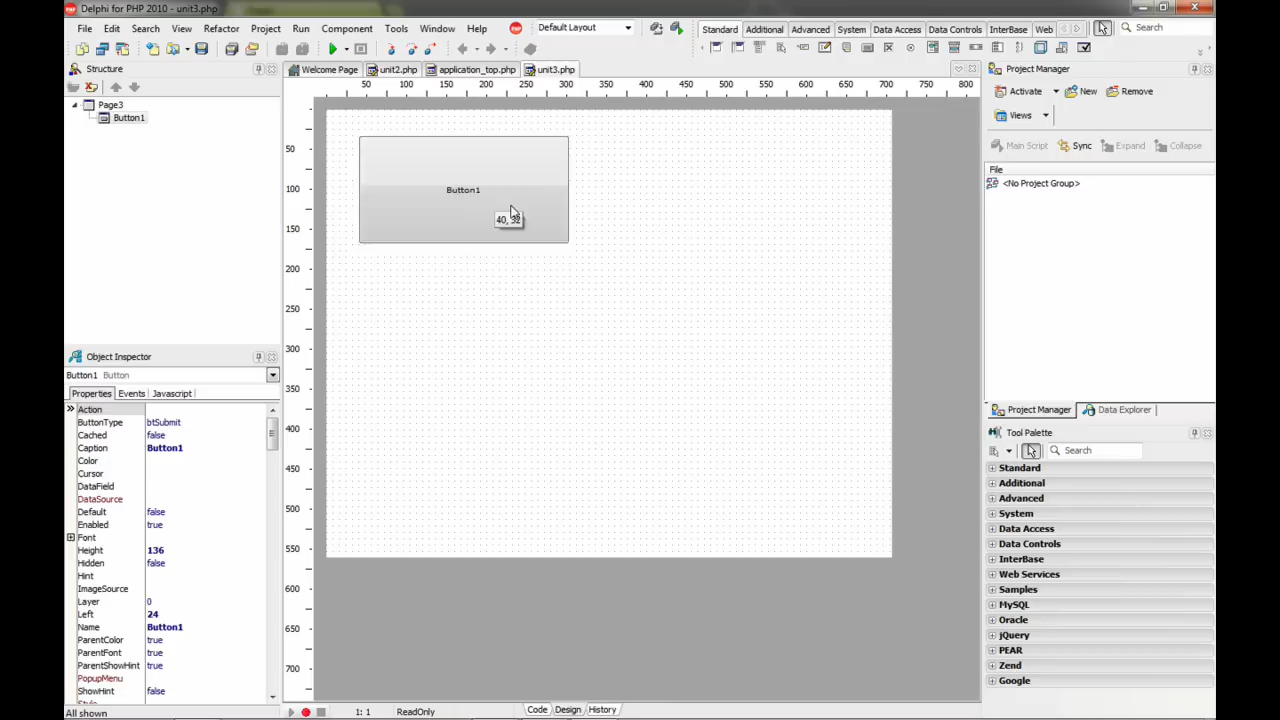 Delphi for PHP 2010 - unit3.php
File Edit Search View Refactor Project Run Component Tools Window Help
Default Layout
Standard Additional Advanced System Data Access Data Controls InterBase Web
Search
Structure
Welcome Page unit2.php application_top.php unit3.php
Project Manager
50 100 150 200 250 300 350 400 450 500 550 600 650 700 750 800
Activate New Remove
Views
Main Script Sync Expand Collapse
File
<No Project Group>
Page3
Button1
50
100
150
200
250
300
350
400
450
500
550
600
650
700
Button1
40, 32
Object Inspector
Button1 Button
Properties Events Javascript
Action
ButtonType btSubmit
Cached false
Caption Button1
Color
Cursor
DataField
DataSource
Default false
Enabled true
Font
Height 136
Hidden false
Hint
ImageSource
Layer 0
Left 24
Name Button1
ParentColor true
ParentFont true
ParentShowHint true
PopupMenu
ShowHint false
Style
All shown
1: 1 ReadOnly
Code Design History
Project Manager Data Explorer
Tool Palette
Search
Standard
Additional
Advanced
System
Data Access
Data Controls
InterBase
Web Services
Samples
MySQL
Oracle
jQuery
PEAR
Zend
Google